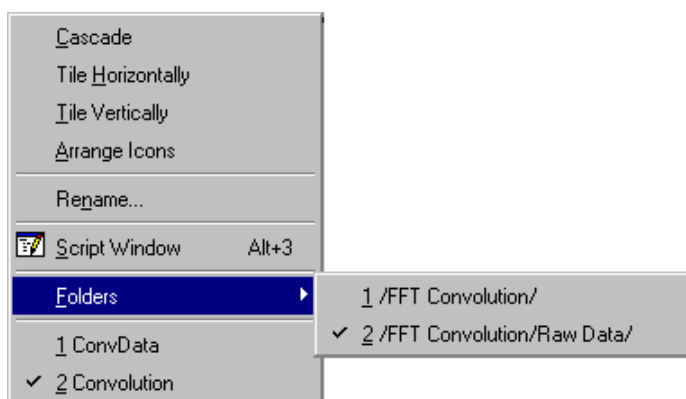 Cascade
Tile Horizontally
Tile Vertically
Arrange Icons
Rename...
Script Window Alt+3
Folders
1 /FFT Convolution/
2 /FFT Convolution/Raw Data/
1 ConvData
2 Convolution